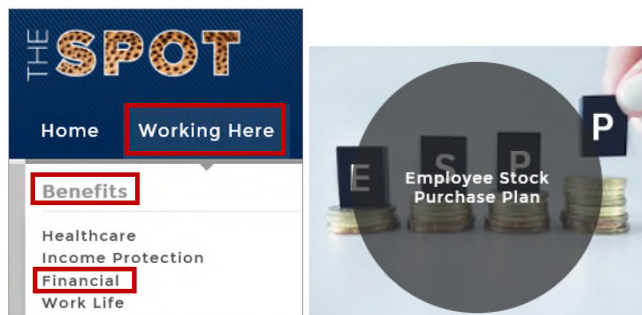 THE SPOT
Home Working Here
Benefits
Healthcare
Income Protection
Financial
Work Life
E S P P
Employee Stock
Purchase Plan